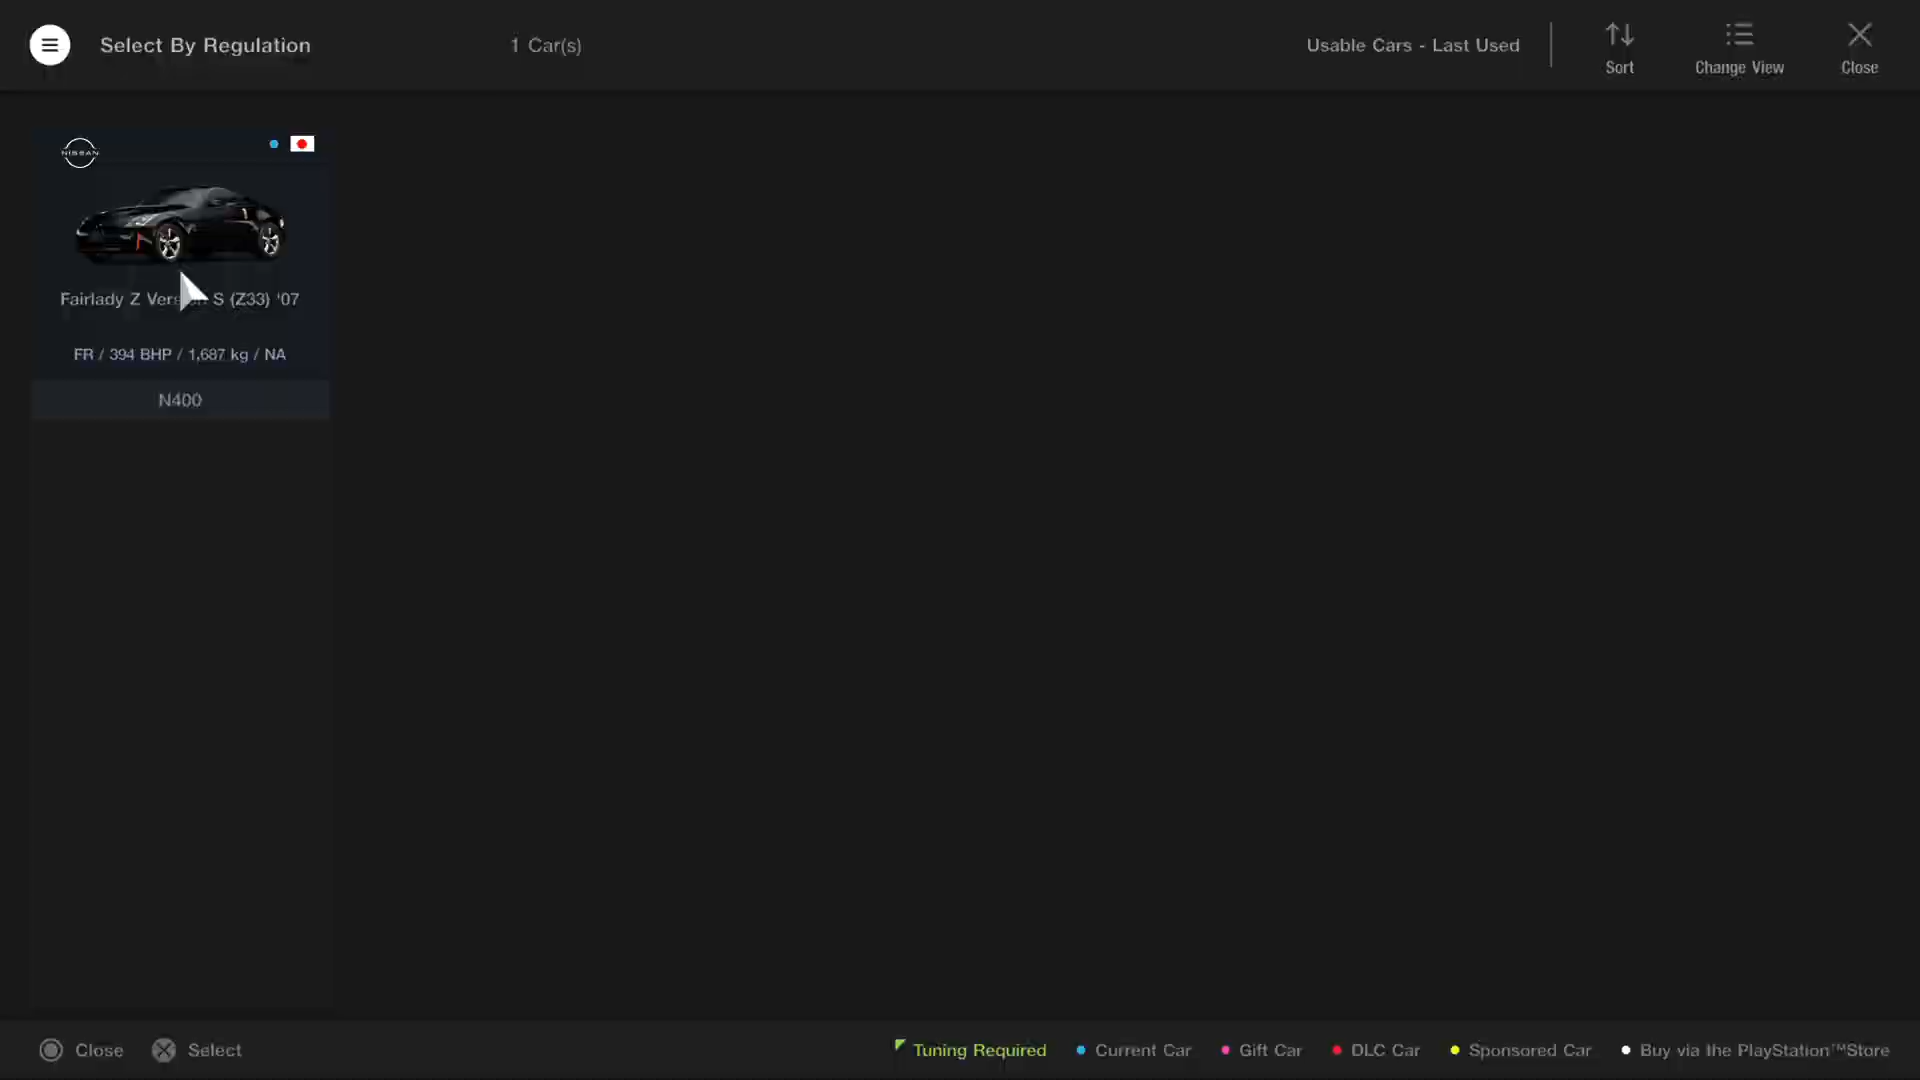 Select By Regulation
1 Car(s)
Usable Cars - Last Used
Sort
Change View
Close
NISSAN
Fairlady Z Vers S (Z33) '07
FR / 394 BHP / 1,687 kg / NA
N400
Close
Select
Tuning Required
Current Car
Gift Car
DLC Car
Sponsored Car
Buy via the PlayStation™Store